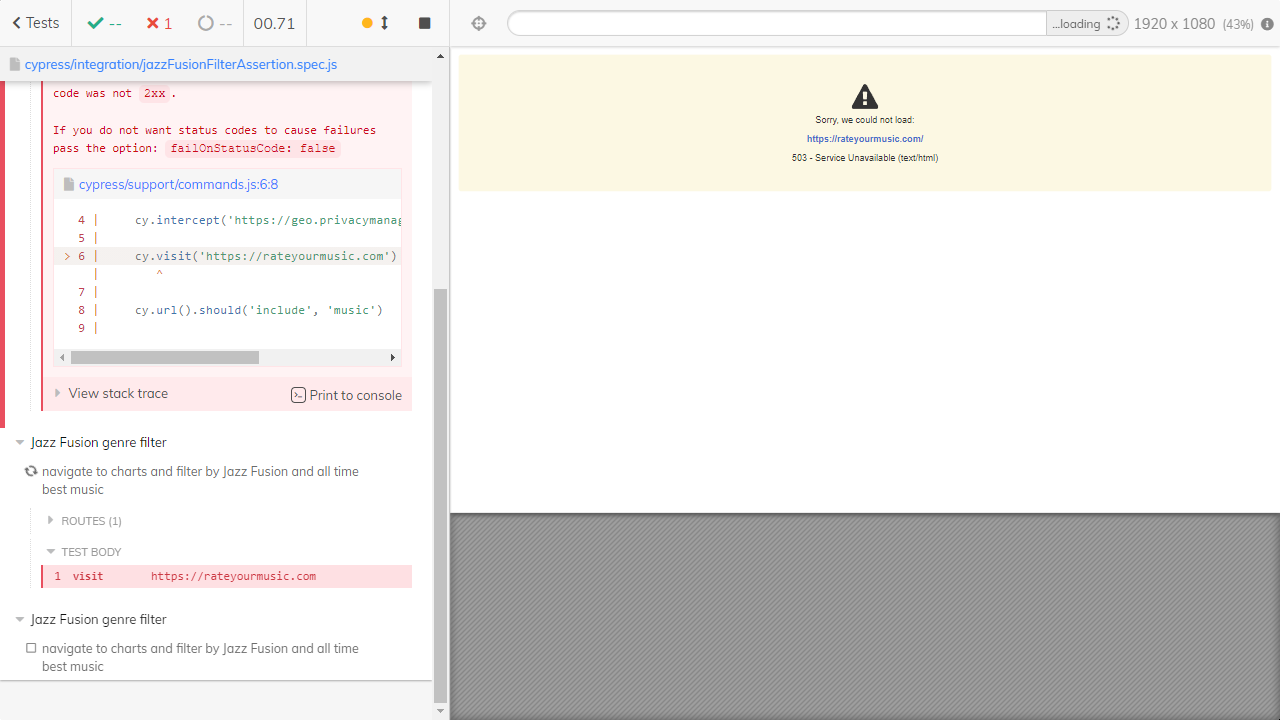 Tests
--
1
--
00.71
...loading
1920 x 1080 (43%)
cypress/integration/jazzFusionFilterAssertion.spec.js
code was not 2xx .
If you do not want status codes to cause failures
pass the option: failOnStatusCode: false
cypress/support/commands.js:6:8
4 | cy.intercept('https://geo.privacymanag
5 |
> 6 | cy.visit('https://rateyourmusic.com')
| ^
7 |
8 | cy.url().should('include', 'music')
9 |
View stack trace
Print to console
Jazz Fusion genre filter
navigate to charts and filter by Jazz Fusion and all time
best music
ROUTES (1)
TEST BODY
1 visit https://rateyourmusic.com
Jazz Fusion genre filter
navigate to charts and filter by Jazz Fusion and all time
best music
Sorry, we could not load:
https://rateyourmusic.com/
503 - Service Unavailable (text/html)